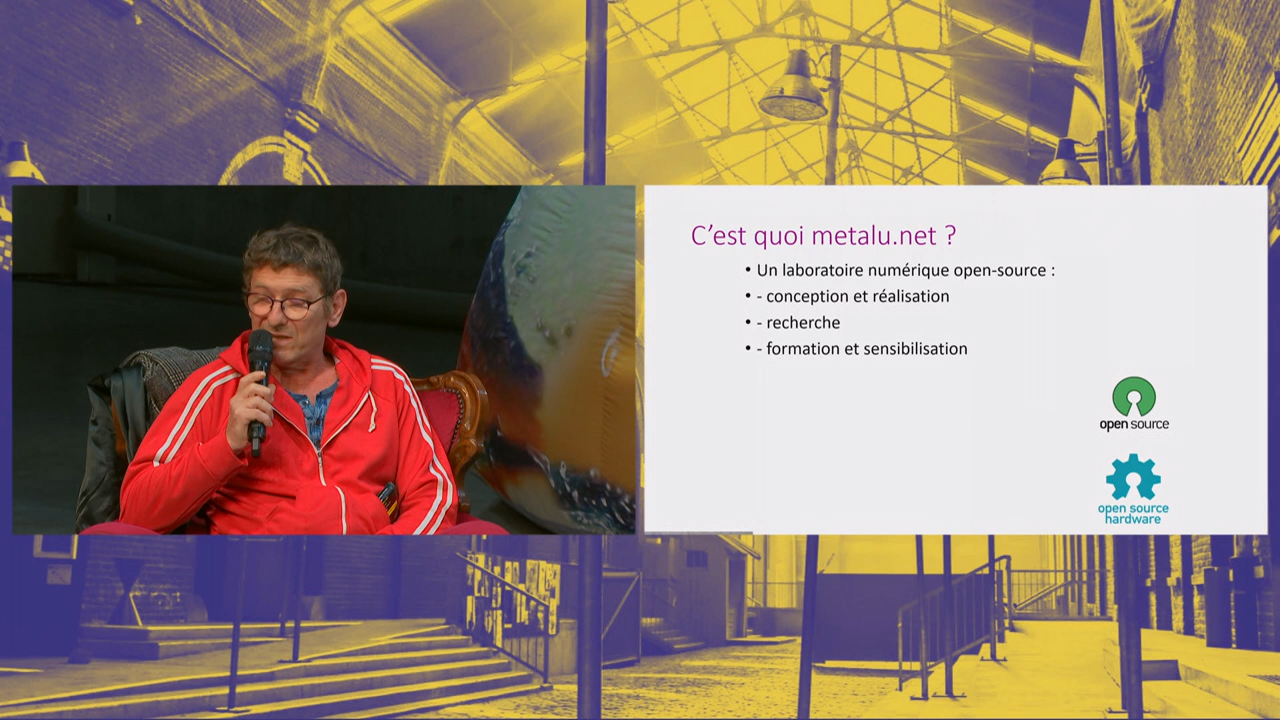 C'est quoi metalu.net ?
• Un laboratoire numérique open-source :
• - conception et réalisation
• - recherche
• - formation et sensibilisation
open source
open source
hardware